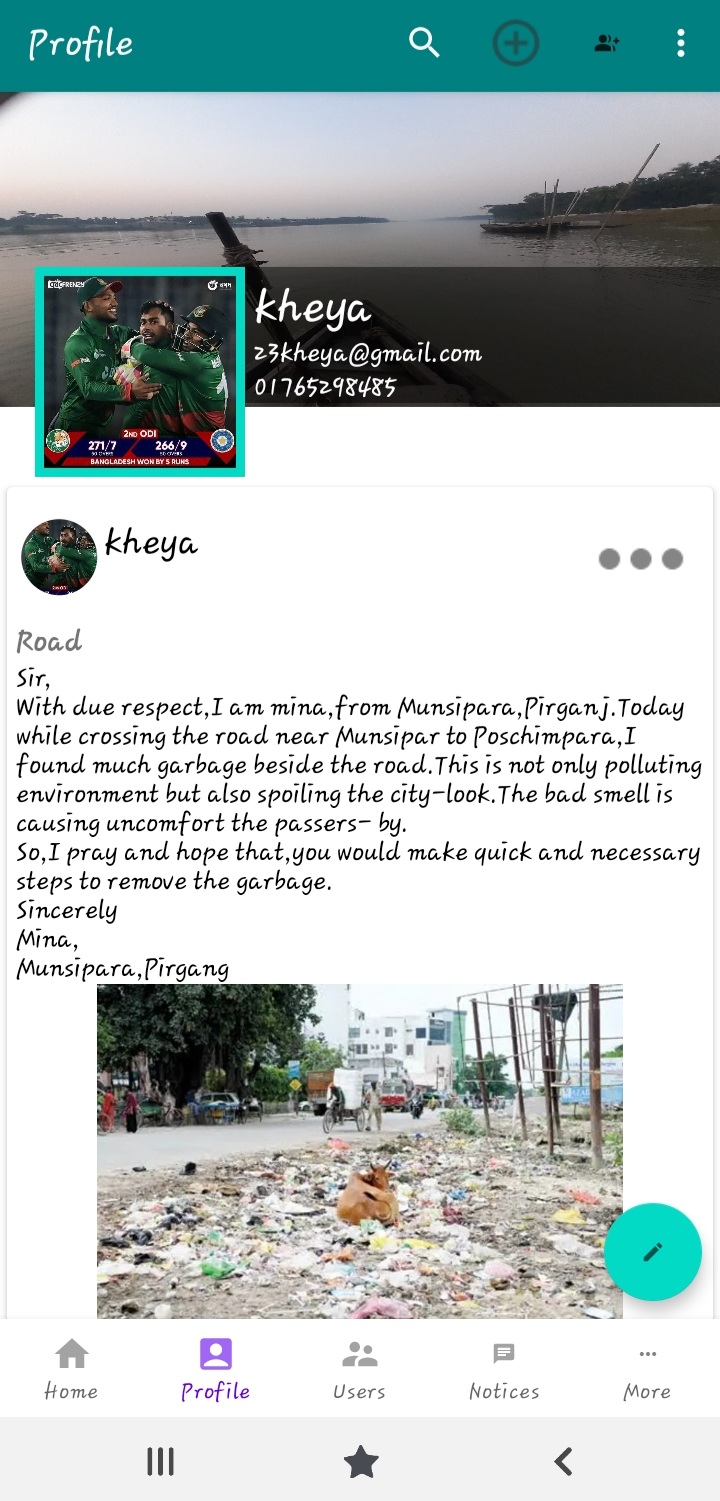 Profile
kheya
23kheya@gmail.com
01765298485
2ND ODI
271/7
266/9
50 OVERS
50 OVERS
BANGLADESH WON BY 5 RUNS
kheya
Road
Sir,
With due respect,I am mina,from Munsipara,Pirganj.Today
while crossing the road near Munsipar to Poschimpara,I
found much garbage beside the road.This is not only polluting
environment but also spoiling the city-look.The bad smell is
causing uncomfort the passers- by.
So,I pray and hope that,you would make quick and necessary
steps to remove the garbage.
Sincerely
Mina,
Munsipara,Pirgang
Home
Profile
Users
Notices
More